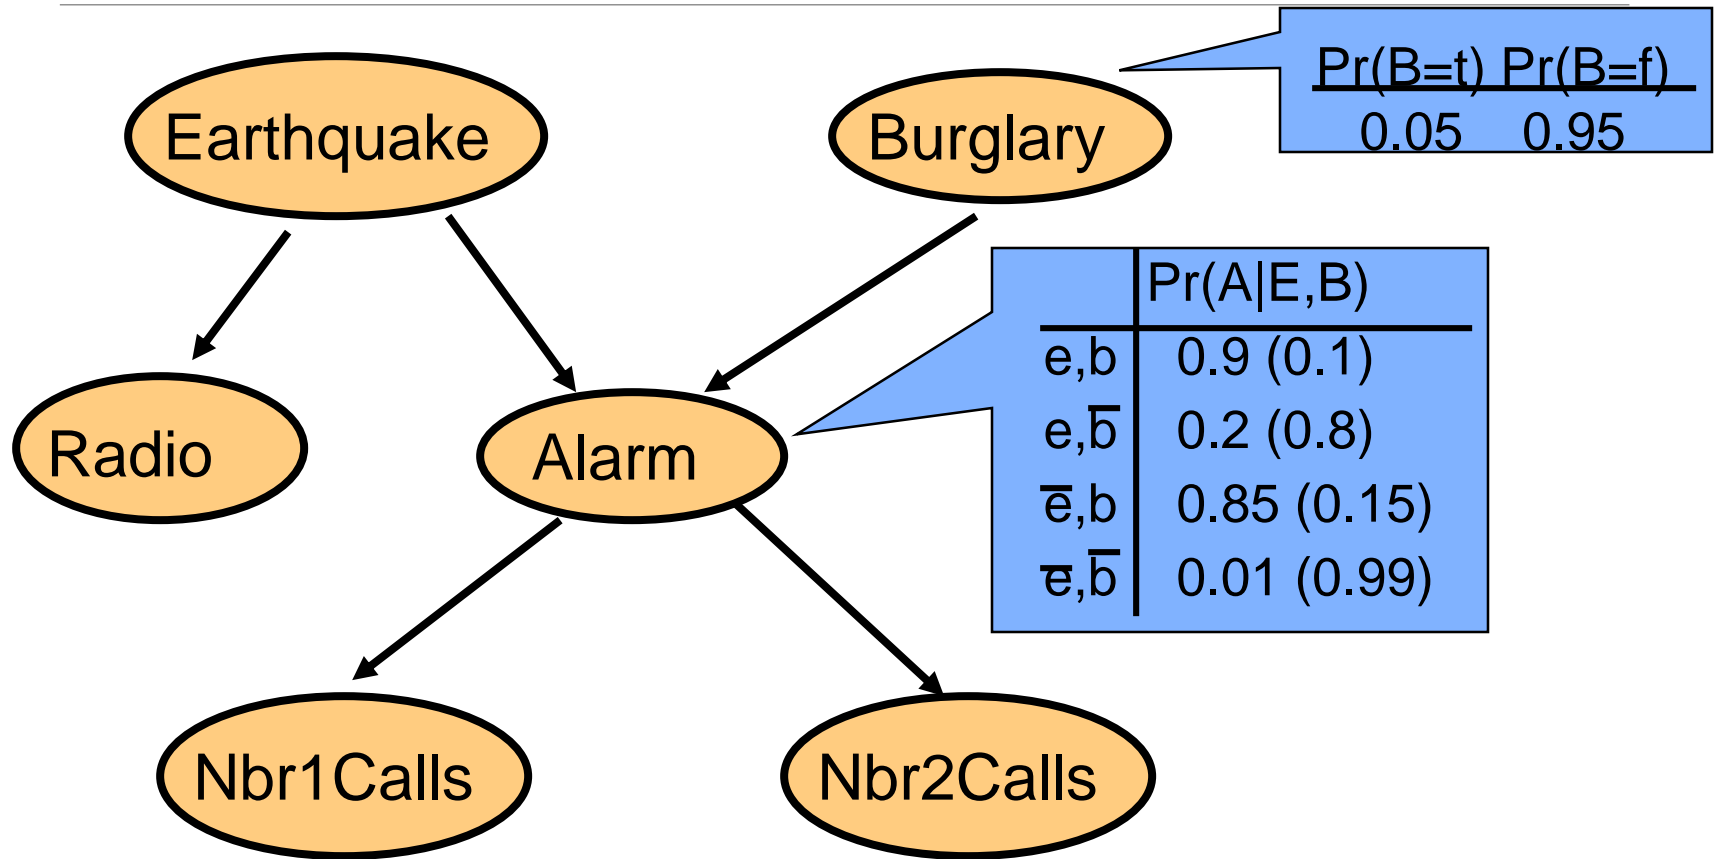 Earthquake
Burglary
Pr(B=t) Pr(B=f)
0.05 0.95
Pr(A|E,B)
e,b 0.9 (0.1)
e,b̅ 0.2 (0.8)
e̅,b 0.85 (0.15)
e̅,b̅ 0.01 (0.99)
Radio
Alarm
Nbr1Calls
Nbr2Calls